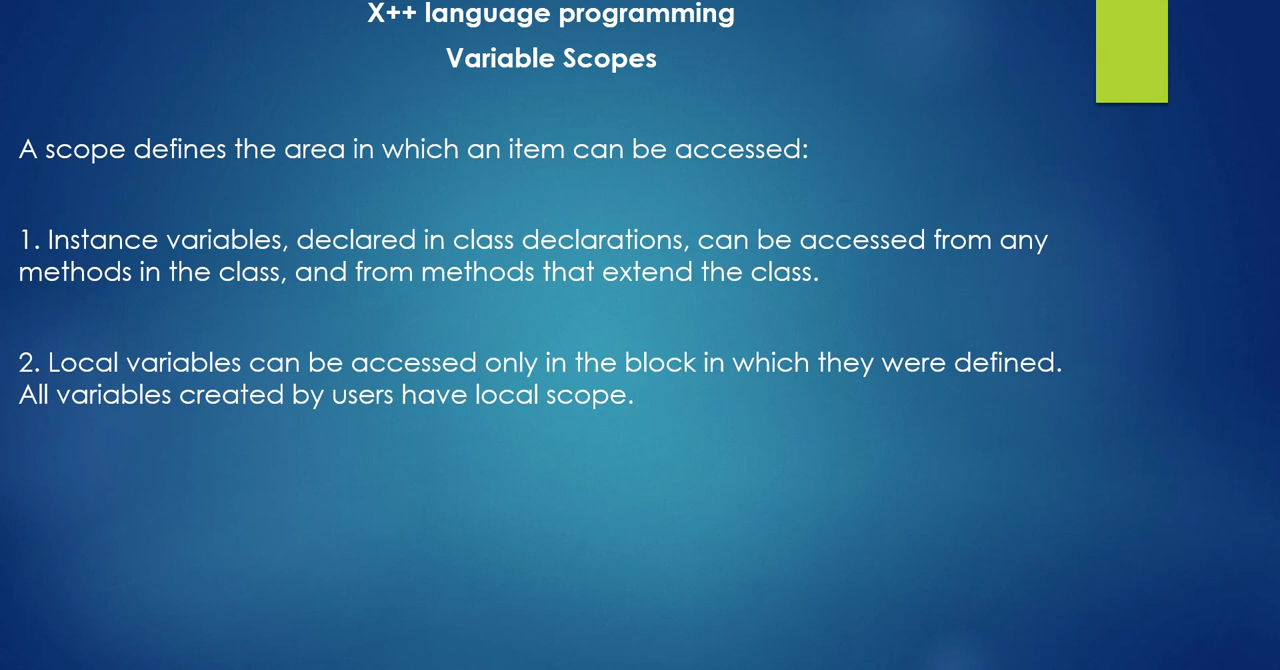 X++ language programming
Variable Scopes
A scope defines the area in which an item can be accessed:
1. Instance variables, declared in class declarations, can be accessed from any
methods in the class, and from methods that extend the class.
2. Local variables can be accessed only in the block in which they were defined.
All variables created by users have local scope.